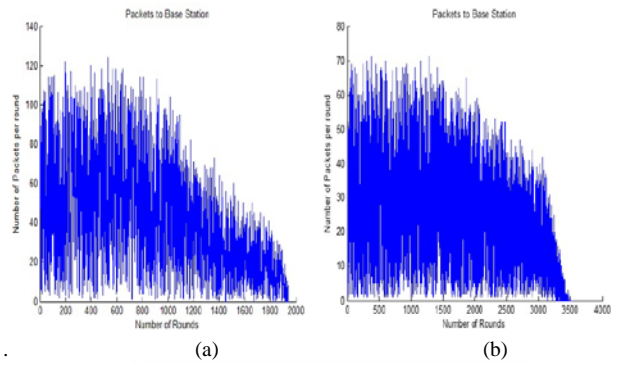 Packets to Base Station
Number of Packets per round
140
120
100
80
60
40
20
0
0 200 400 600 800 1000 1200 1400 1600 1800 2000
Number of Rounds
Packets to Base Station
Number of Packets per round
80
70
60
50
40
30
20
10
0
0 500 1000 1500 2000 2500 3000 3500 4000
Number of Rounds
. (a) (b)